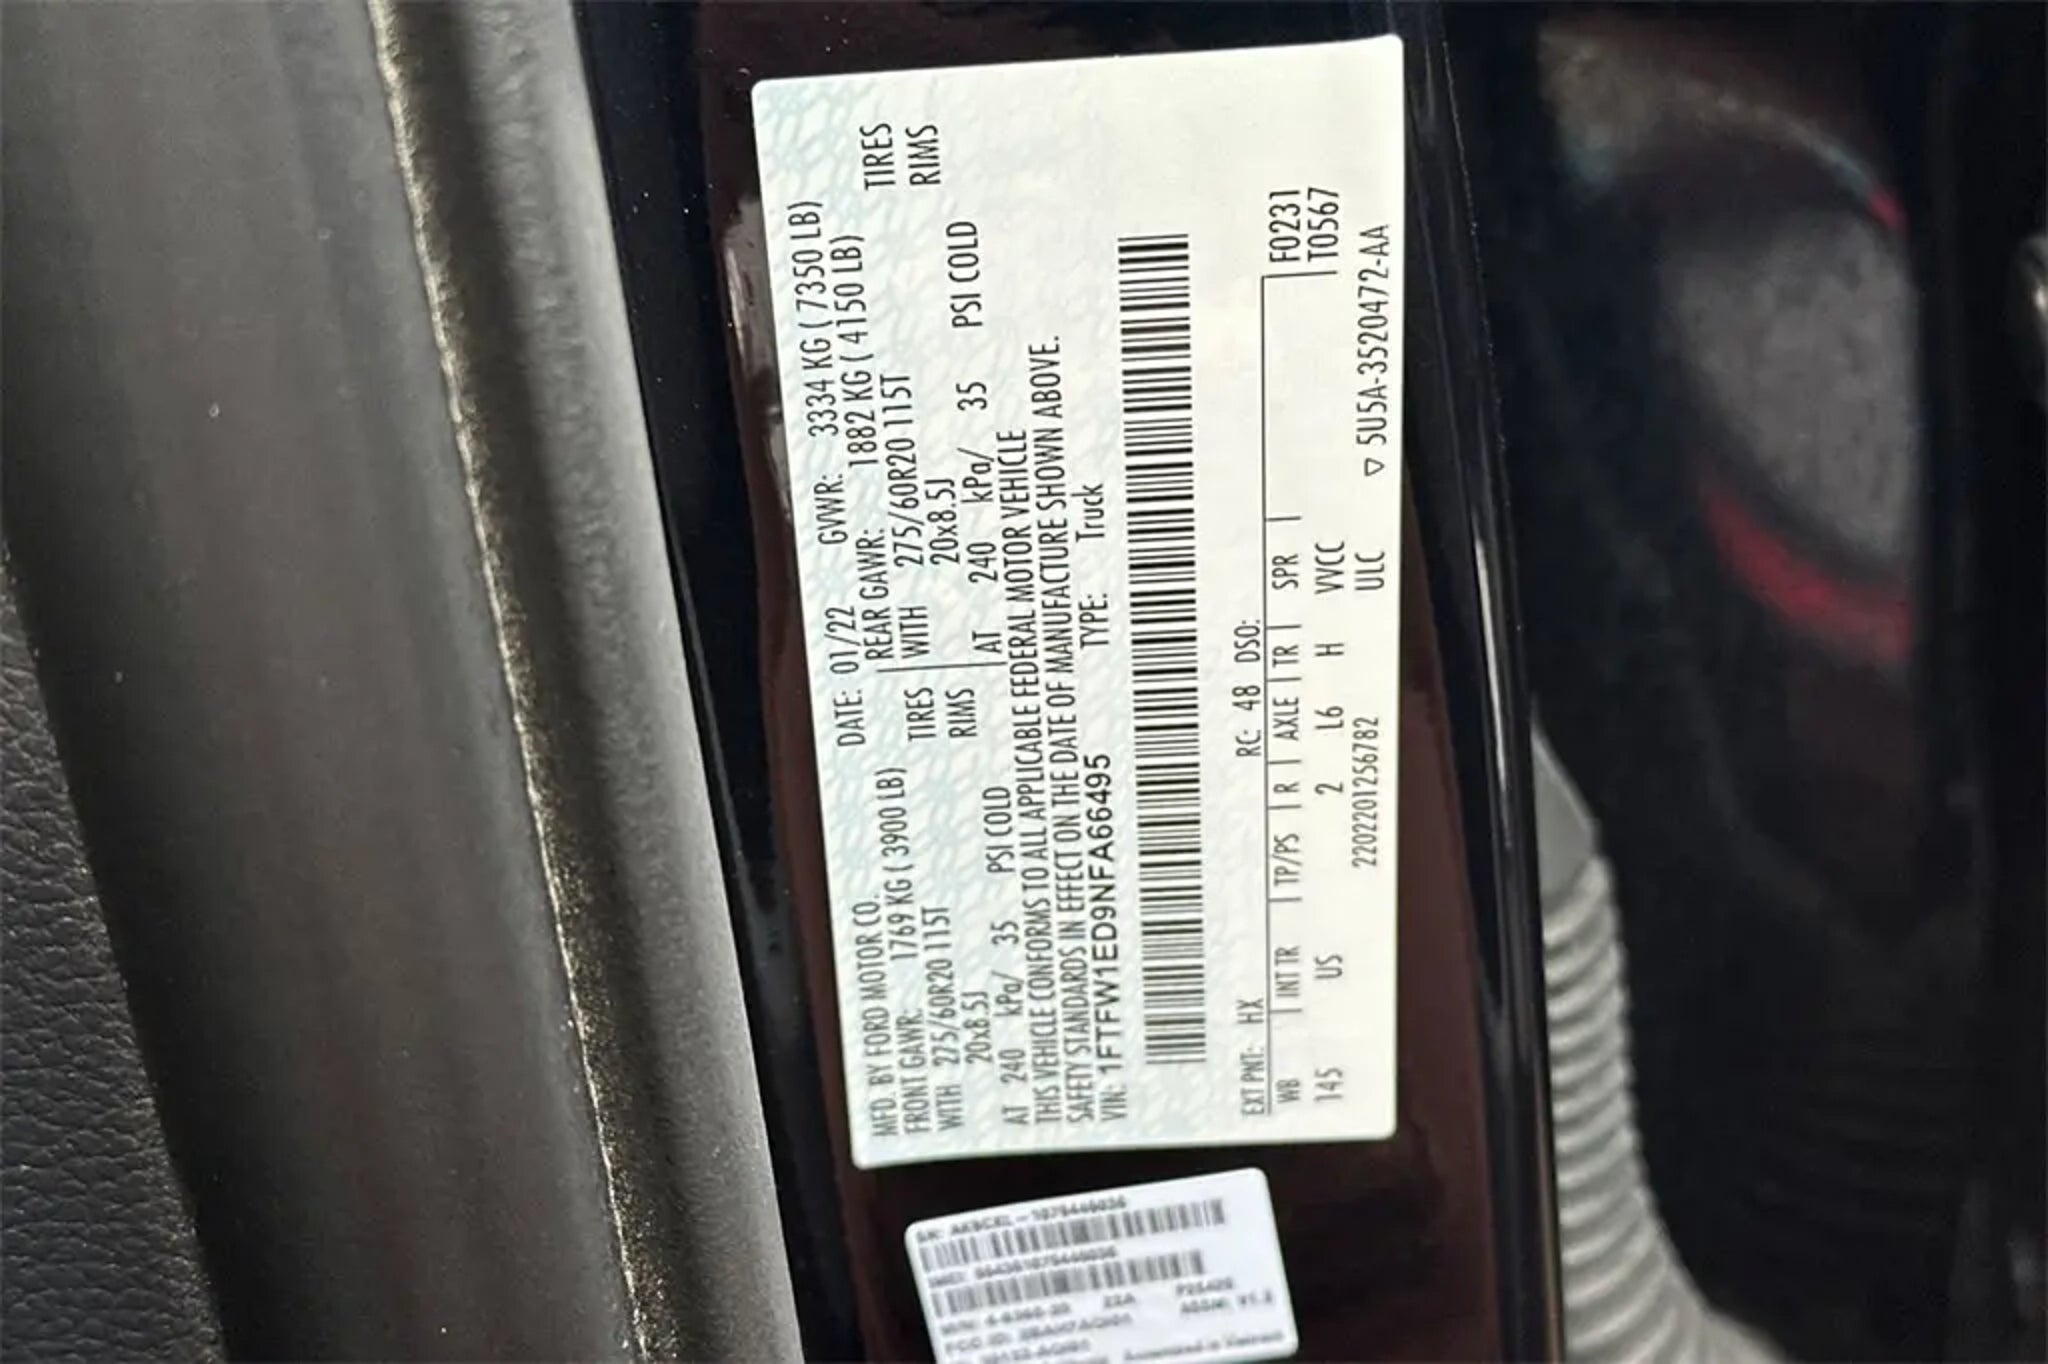 MFD. BY FORD MOTOR CO.
DATE: 01/22 GVWR: 3334 KG ( 7350 LB)
FRONT GAWR: 1769 KG ( 3900 LB) REAR GAWR: 1882 KG ( 4150 LB)
WITH 275/60R20 115T TIRES WITH 275/60R20 115T TIRES
20x8.5J RIMS 20x8.5J RIMS
AT 240 kPa/ 35 PSI COLD AT 240 kPa/ 35 PSI COLD
THIS VEHICLE CONFORMS TO ALL APPLICABLE FEDERAL MOTOR VEHICLE
SAFETY STANDARDS IN EFFECT ON THE DATE OF MANUFACTURE SHOWN ABOVE.
VIN: 1FTFW1ED9NFA66495 TYPE: Truck
EXT PNT: HX RC: 48 DSO: F0231
WB INT TR TP/PS R AXLE TR SPR T0567
145 US 2 L6 H VVCC
2202201256782 ULC ▽ 5U5A-3520472-AA